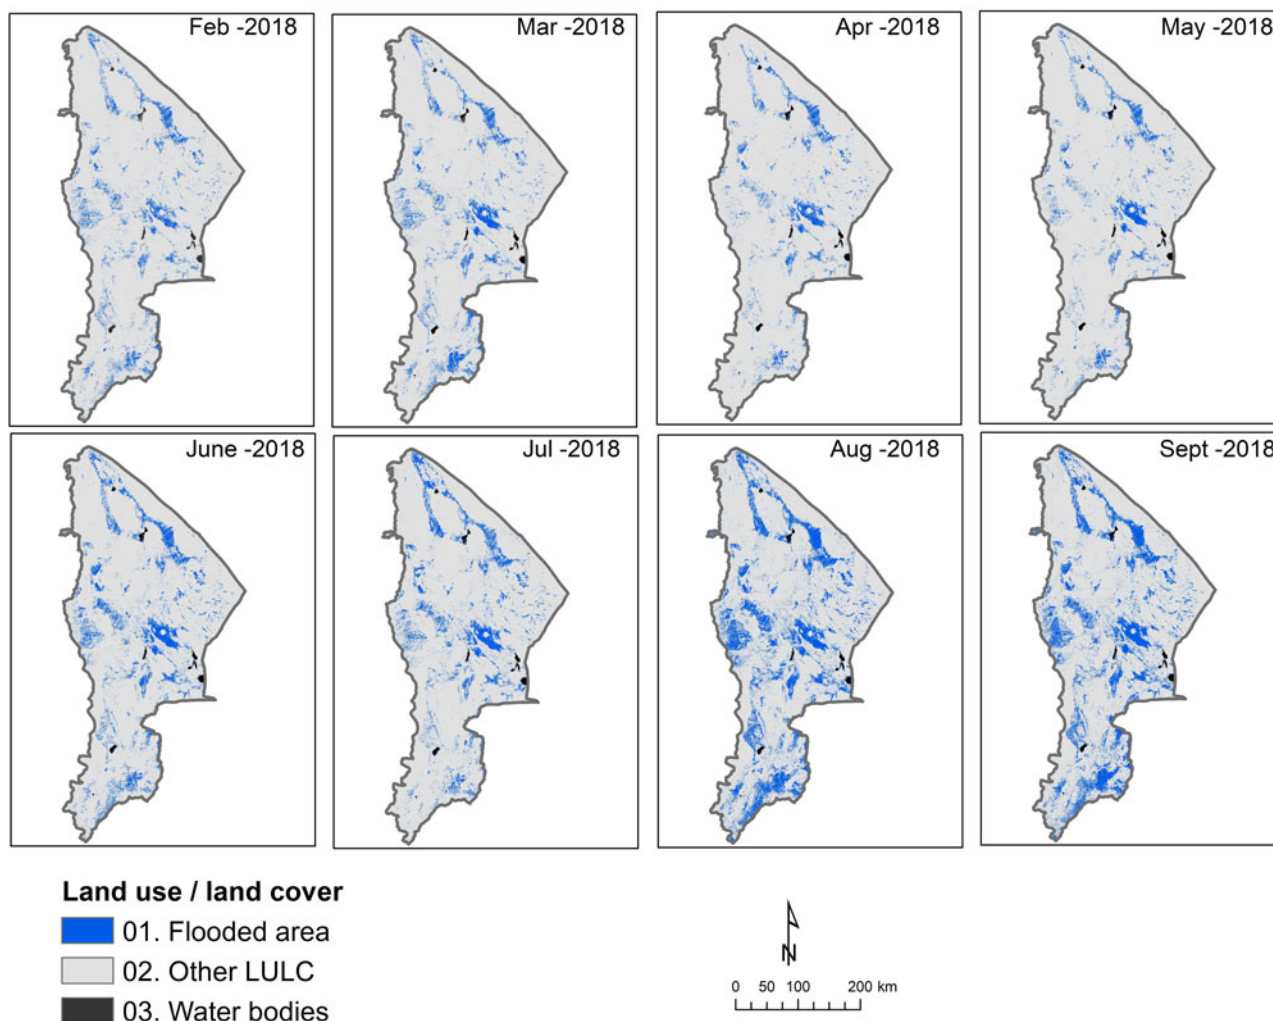 Feb -2018
Mar -2018
Apr -2018
May -2018
June -2018
Jul -2018
Aug -2018
Sept -2018
Land use / land cover
01. Flooded area
02. Other LULC
03. Water bodies
N
0 50 100 200 km